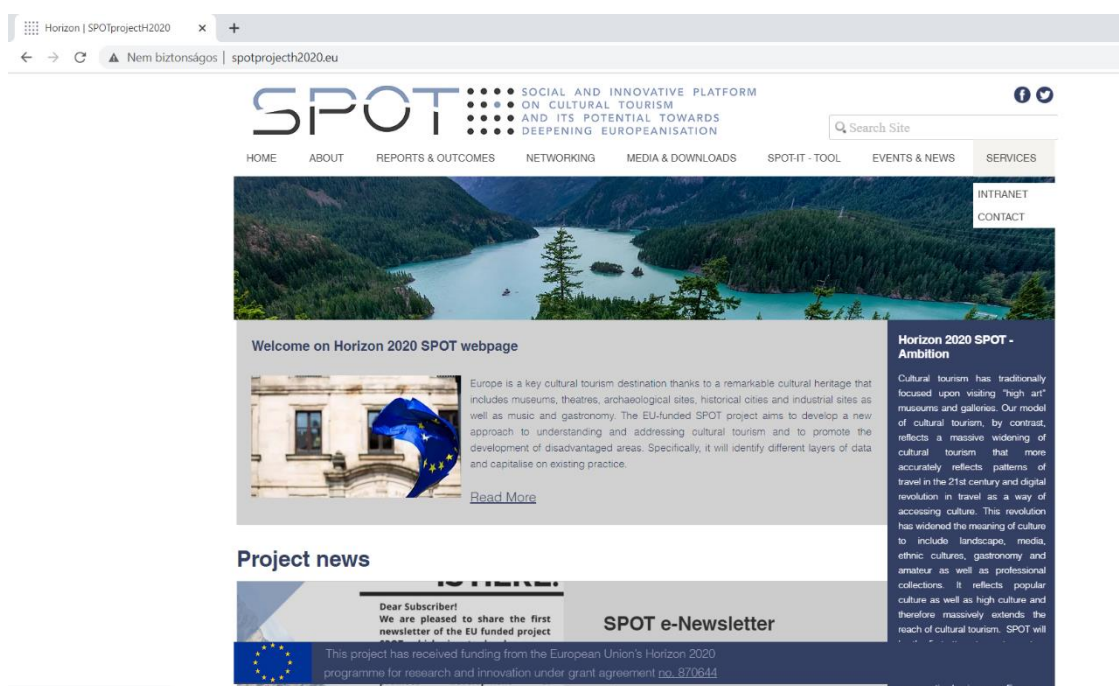 Horizon | SPOTprojectH2020
Nem biztonságos | spotprojecth2020.eu
SPOT
SOCIAL AND INNOVATIVE PLATFORM
ON CULTURAL TOURISM
AND ITS POTENTIAL TOWARDS
DEEPENING EUROPEANISATION
Search Site
HOME ABOUT REPORTS & OUTCOMES NETWORKING MEDIA & DOWNLOADS SPOT-IT - TOOL EVENTS & NEWS SERVICES
INTRANET
CONTACT
Welcome on Horizon 2020 SPOT webpage
Europe is a key cultural tourism destination thanks to a remarkable cultural heritage that
includes museums, theatres, archaeological sites, historical cities and industrial sites as
well as music and gastronomy. The EU-funded SPOT project aims to develop a new
approach to understanding and addressing cultural tourism and to promote the
development of disadvantaged areas. Specifically, it will identify different layers of data
and capitalise on existing practice.
Read More
Horizon 2020 SPOT -
Ambition
Cultural tourism has traditionally
focused upon visiting "high art"
museums and galleries. Our model
of cultural tourism, by contrast,
reflects a massive widening of
cultural tourism that more
accurately reflects patterns of
travel in the 21st century and digital
revolution in travel as a way of
accessing culture. This revolution
has widened the meaning of culture
to include landscape, media,
ethnic cultures, gastronomy and
amateur as well as professional
collections. It reflects popular
culture as well as high culture and
therefore massively extends the
reach of cultural tourism. SPOT will
Project news
IS HERE!
Dear Subscriber!
We are pleased to share the first
newsletter of the EU funded project
SPOT e-Newsletter
This project has received funding from the European Union's Horizon 2020
programme for research and innovation under grant agreement no. 870644